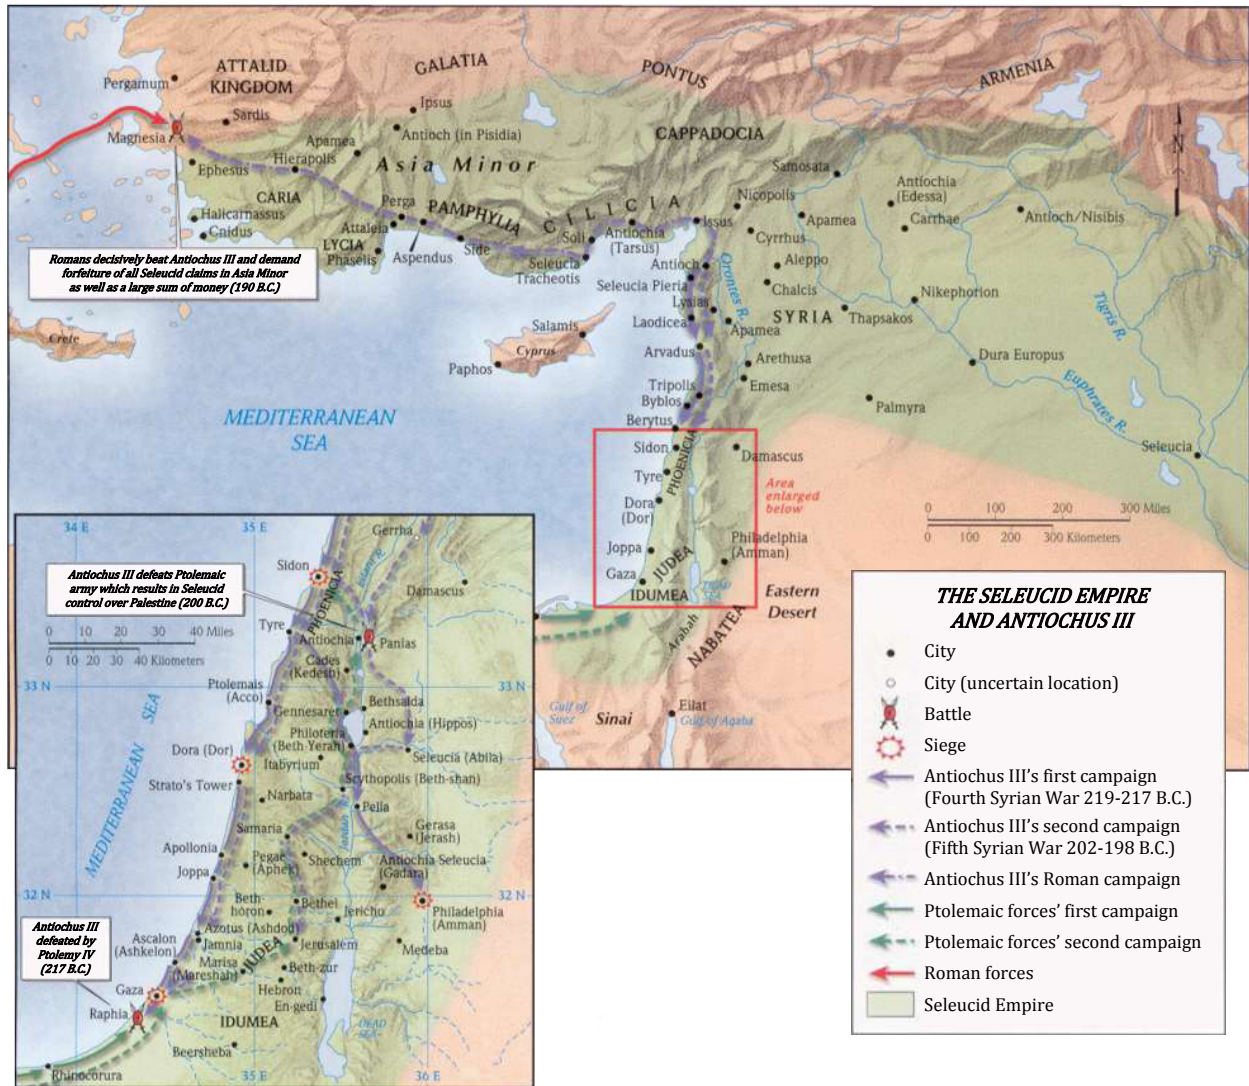 ATTALID
KINGDOM
GALATIA
PONTUS
ARMENIA
Pergamum
Sardis
Ipsus
Magnesia
Apamea
Antioch (in Pisidia)
CAPPADOCIA
N
Ephesus
Hierapolis
Asia Minor
Samosata
CARIA
Nicopolis
Antiochia
(Edessa)
Perga
PAMPHYLIA
CILICIA
Halicarnassus
Cnidus
Attaleia
Issus
Apamea
Carrhae
Antioch/Nisibis
LYCIA
Phaselis
Aspendus
Side
Soli
Antiochia
(Tarsus)
Cyrrhus
Romans decisively beat Antiochus III and demand
forfeiture of all Seleucid claims in Asia Minor
as well as a large sum of money (190 B.C.)
Seleucia
Tracheotis
Antioch
Aleppo
Seleucia Pieria
Orontes R.
Chalcis
Nikephorion
Lysias
Tigris R.
Laodicea
Apamea
SYRIA
Thapsakos
Crete
Salamis
Cyprus
Paphos
Arvadus
Arethusa
Dura Europus
Emesa
Euphrates R.
Tripolis
Byblos
Palmyra
MEDITERRANEAN
SEA
Berytus
Sidon
PHOENICIA
Damascus
Seleucia
Tyre
Area
enlarged
below
Dora
(Dor)
0 100 200 300 Miles
0 100 200 300 Kilometers
Joppa
Philadelphia
(Amman)
Gaza
JUDEA
IDUMEA
DEAD
SEA
Eastern
Desert
Arabah
NABATEA
Gulf of
Suez
Sinai
Eilat
Gulf of Aqaba
34 E
35 E
Gerrha
Antiochus III defeats Ptolemaic
army which results in Seleucid
control over Palestine (200 B.C.)
Sidon
PHOENICIA
Damascus
0 10 20 30 40 Miles
0 10 20 30 40 Kilometers
Tyre
Antiochia
Panias
Cades
(Kedesh)
33 N
33 N
Ptolemais
(Acco)
Bethsaida
Gennesaret
Antiochia (Hippos)
Philoteria
(Beth-Yerah)
Dora (Dor)
Itabyrium
Seleucia (Abila)
Strato's Tower
Scythopolis (Beth-shan)
Narbata
Pella
MEDITERRANEAN SEA
Samaria
Jordan R.
Gerasa
(Jerash)
Apollonia
Shechem
Pegae
(Aphek)
Antiochia Seleucia
(Gadara)
Joppa
32 N
32 N
Beth-
horon
Bethel
Jericho
Philadelphia
(Amman)
Antiochus III
defeated by
Ptolemy IV
(217 B.C.)
Azotus (Ashdod)
Ascalon
(Ashkelon)
Jamnia
JUDEA
Jerusalem
Medeba
Marisa
(Mareshah)
Beth-zur
Gaza
Hebron
En-gedi
Raphia
IDUMEA
DEAD
SEA
Beersheba
Rhinocorura
35 E
36 E
THE SELEUCID EMPIRE
AND ANTIOCHUS III
City
City (uncertain location)
Battle
Siege
Antiochus III's first campaign
(Fourth Syrian War 219-217 B.C.)
Antiochus III's second campaign
(Fifth Syrian War 202-198 B.C.)
Antiochus III's Roman campaign
Ptolemaic forces' first campaign
Ptolemaic forces' second campaign
Roman forces
Seleucid Empire